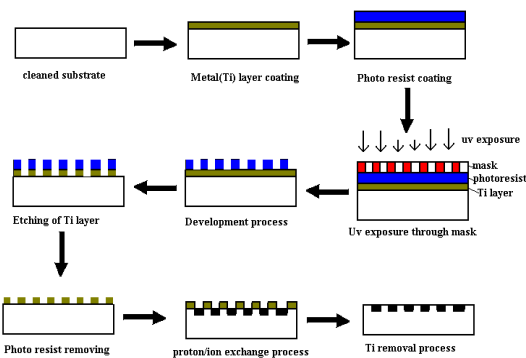 cleaned substrate
Metal(Ti) layer coating
Photo resist coating
uv exposure
mask
photoresist
Ti layer
Etching of Ti layer
Development process
Uv exposure through mask
Photo resist removing
proton/ion exchange process
Ti removal process